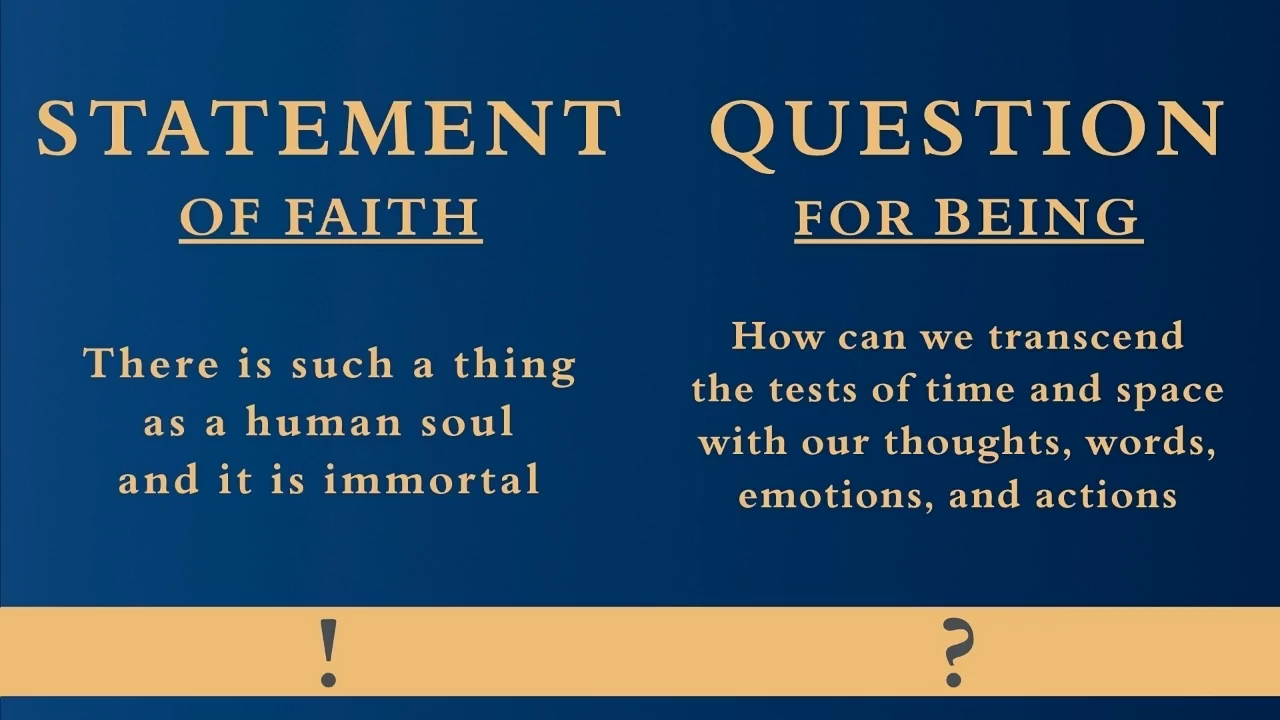 STATEMENT
OF FAITH
There is such a thing
as a human soul
and it is immortal
!
QUESTION
FOR BEING
How can we transcend
the tests of time and space
with our thoughts, words,
emotions, and actions
?